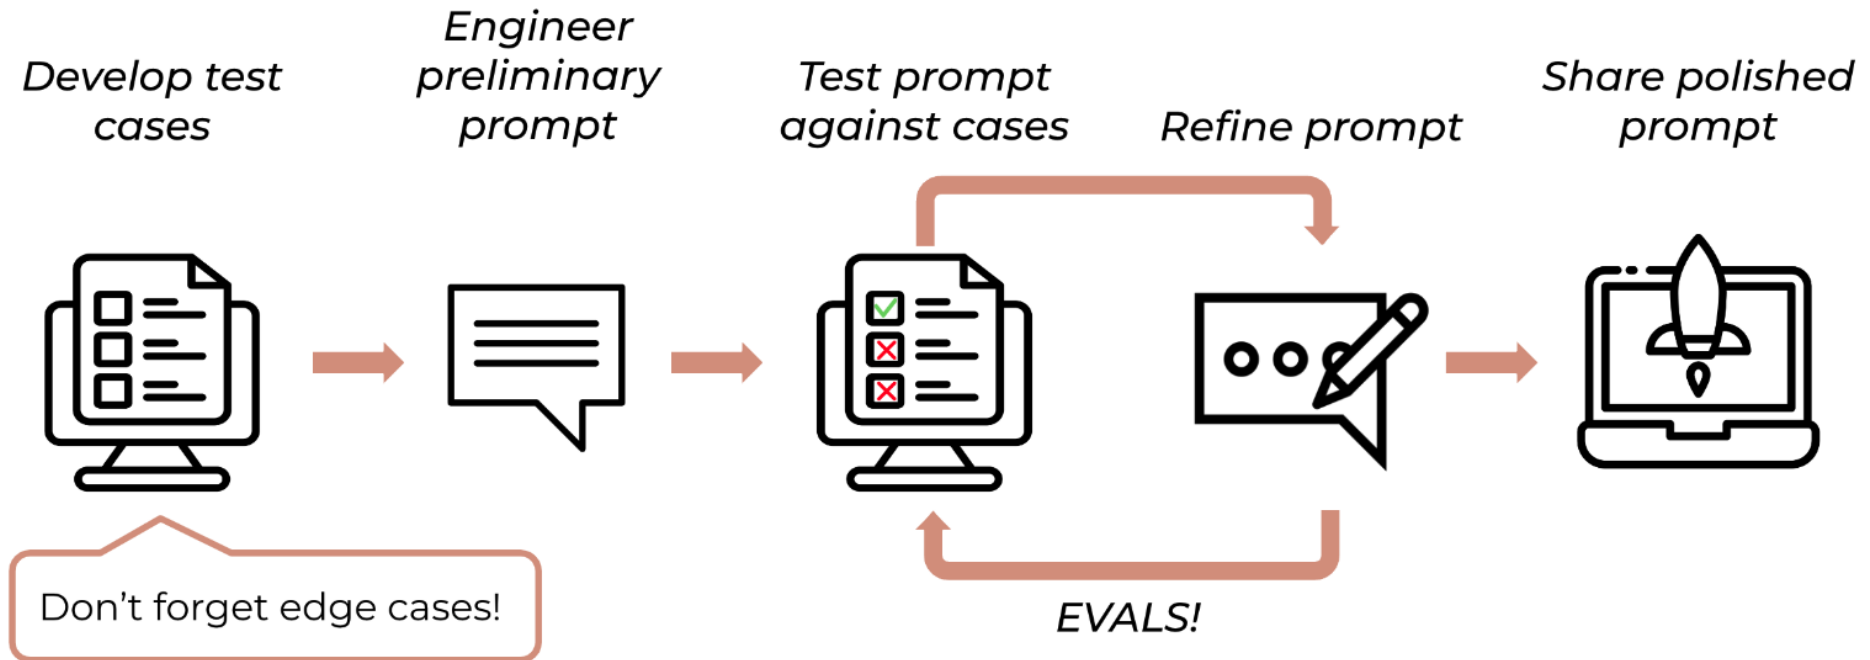 Develop test
cases
Engineer
preliminary
prompt
Test prompt
against cases
Refine prompt
Share polished
prompt
Don't forget edge cases!
EVALS!